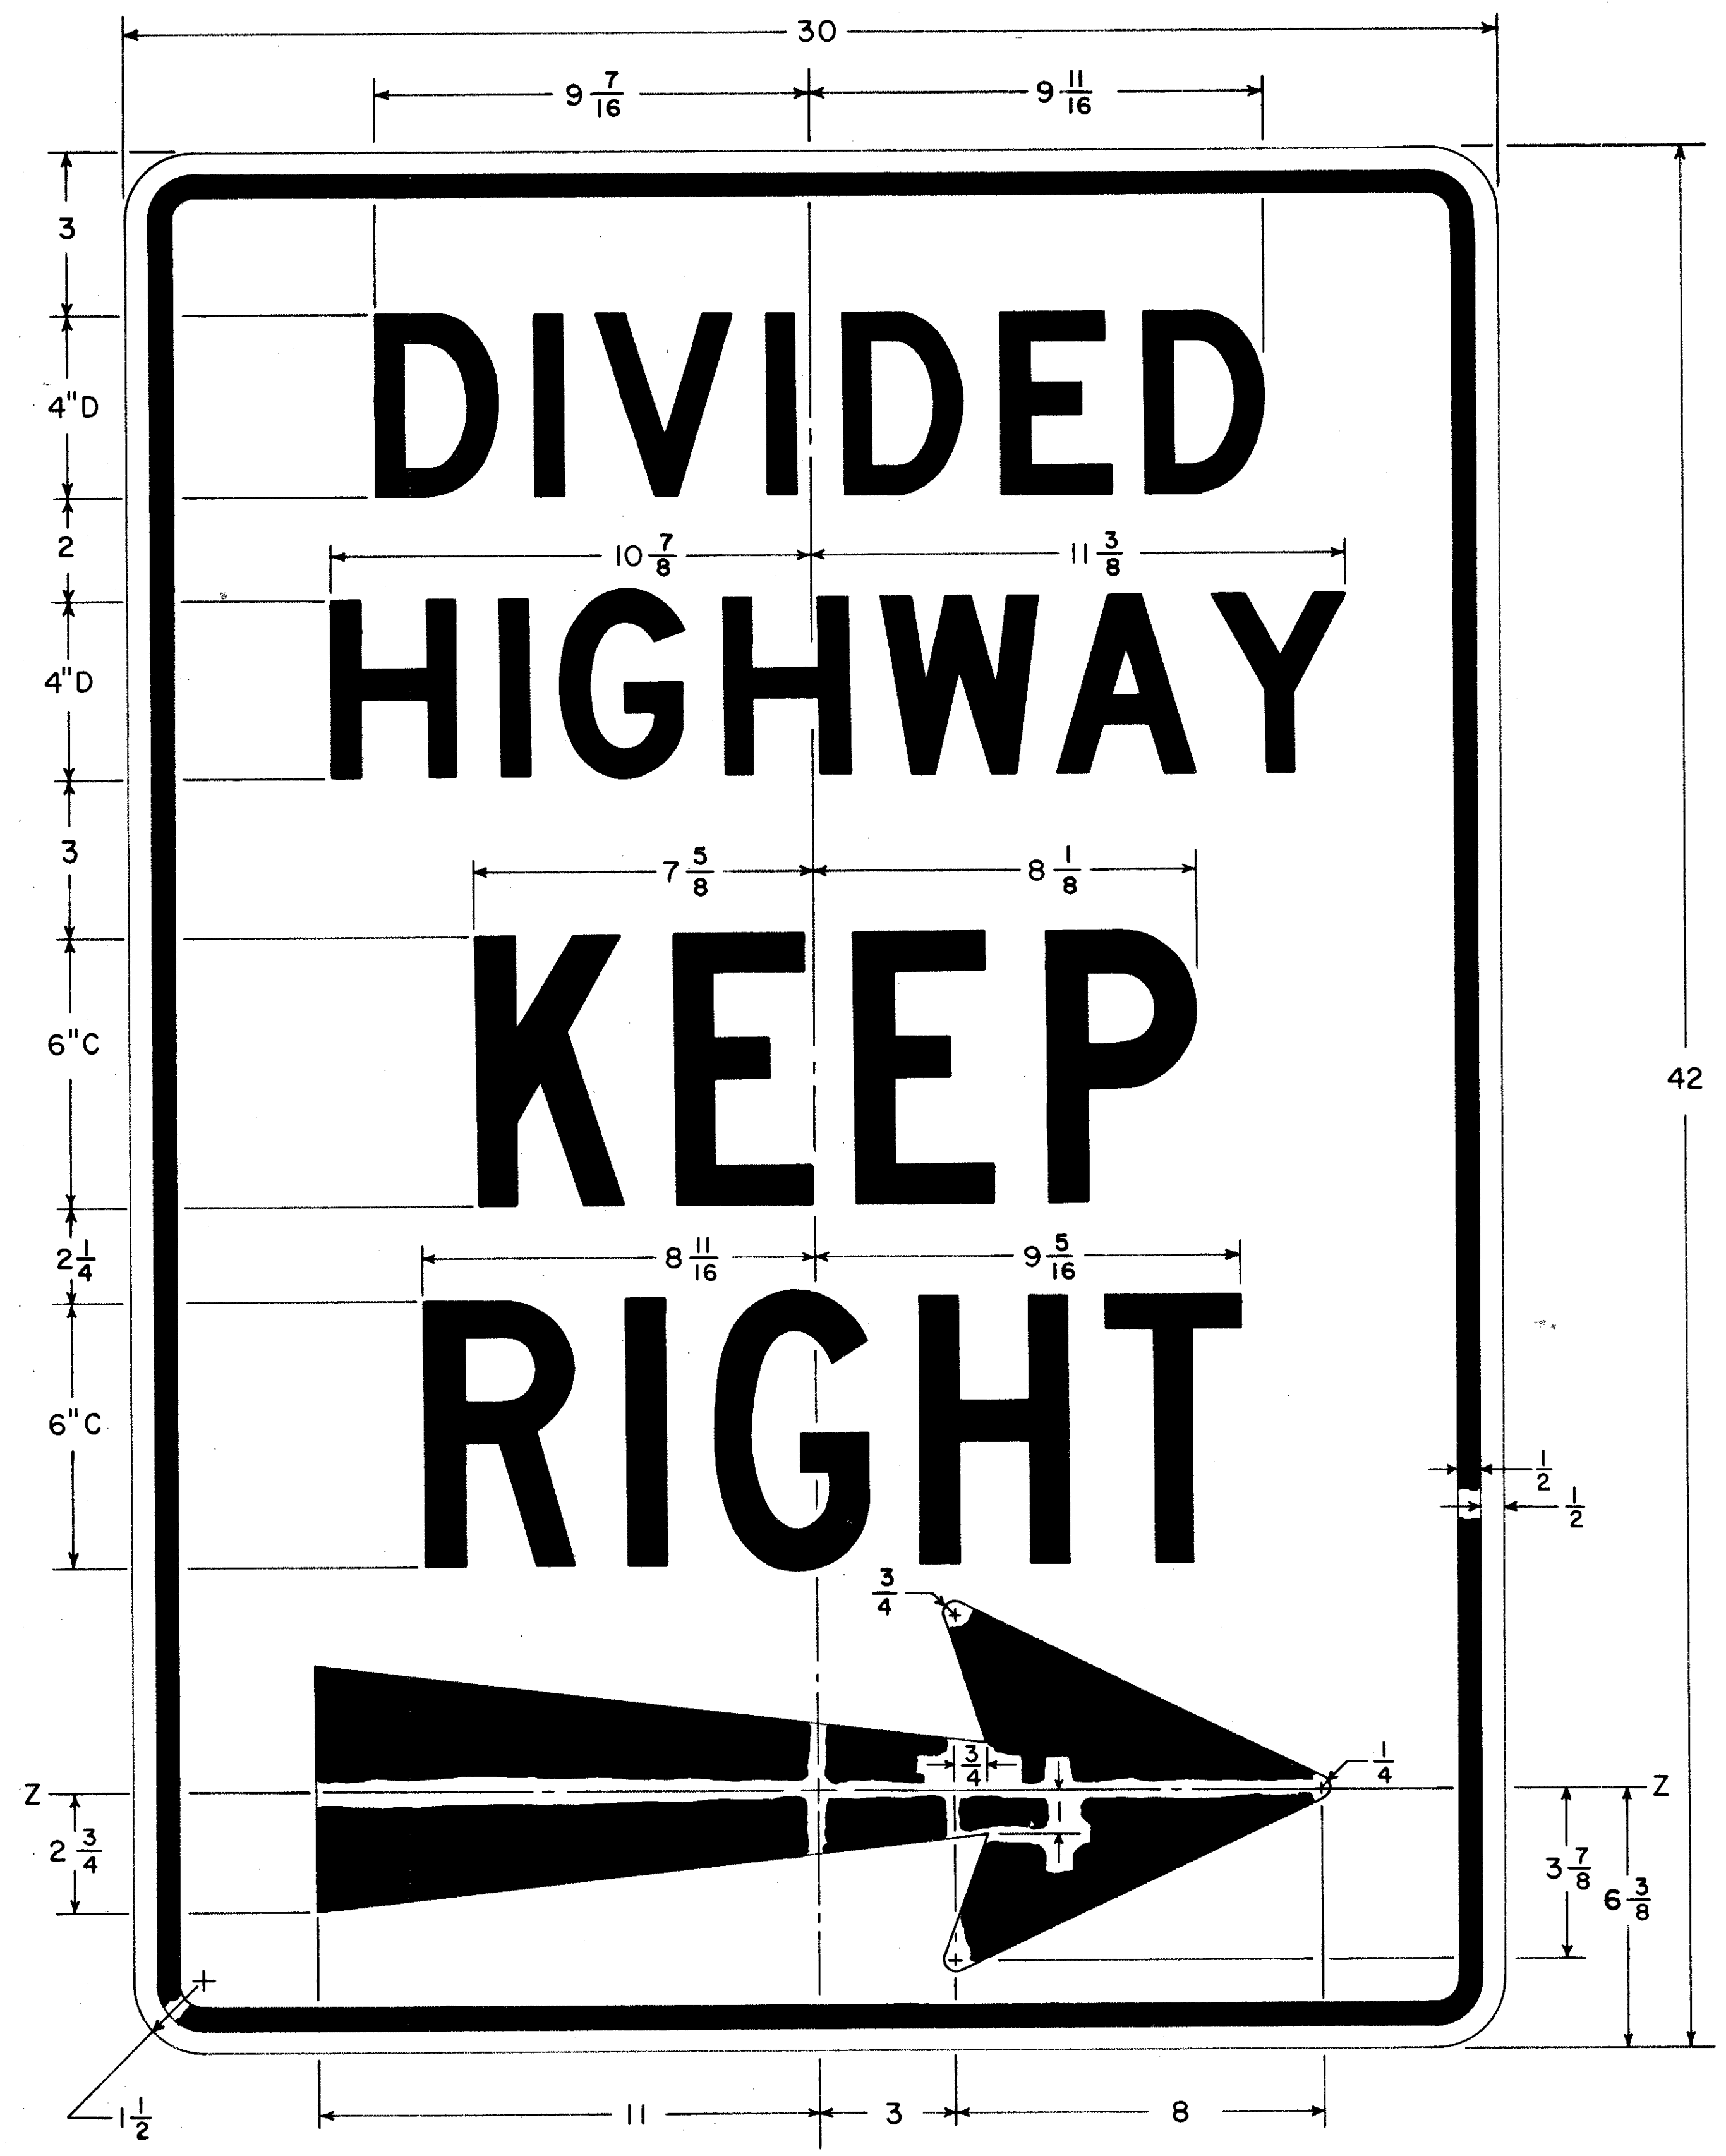 30
9 7/16 9 11/16
3
4"D
DIVIDED
2
10 7/8 11 3/8
4"D
HIGHWAY
3
7 5/8 8 1/8
6"C
KEEP
42
2 1/4
8 11/16 9 5/16
6"C
RIGHT
1/2
1/2
3/4
3/4
1/4
Z Z
1
2 3/4
3 7/8
6 3/8
1 1/2
11 3 8